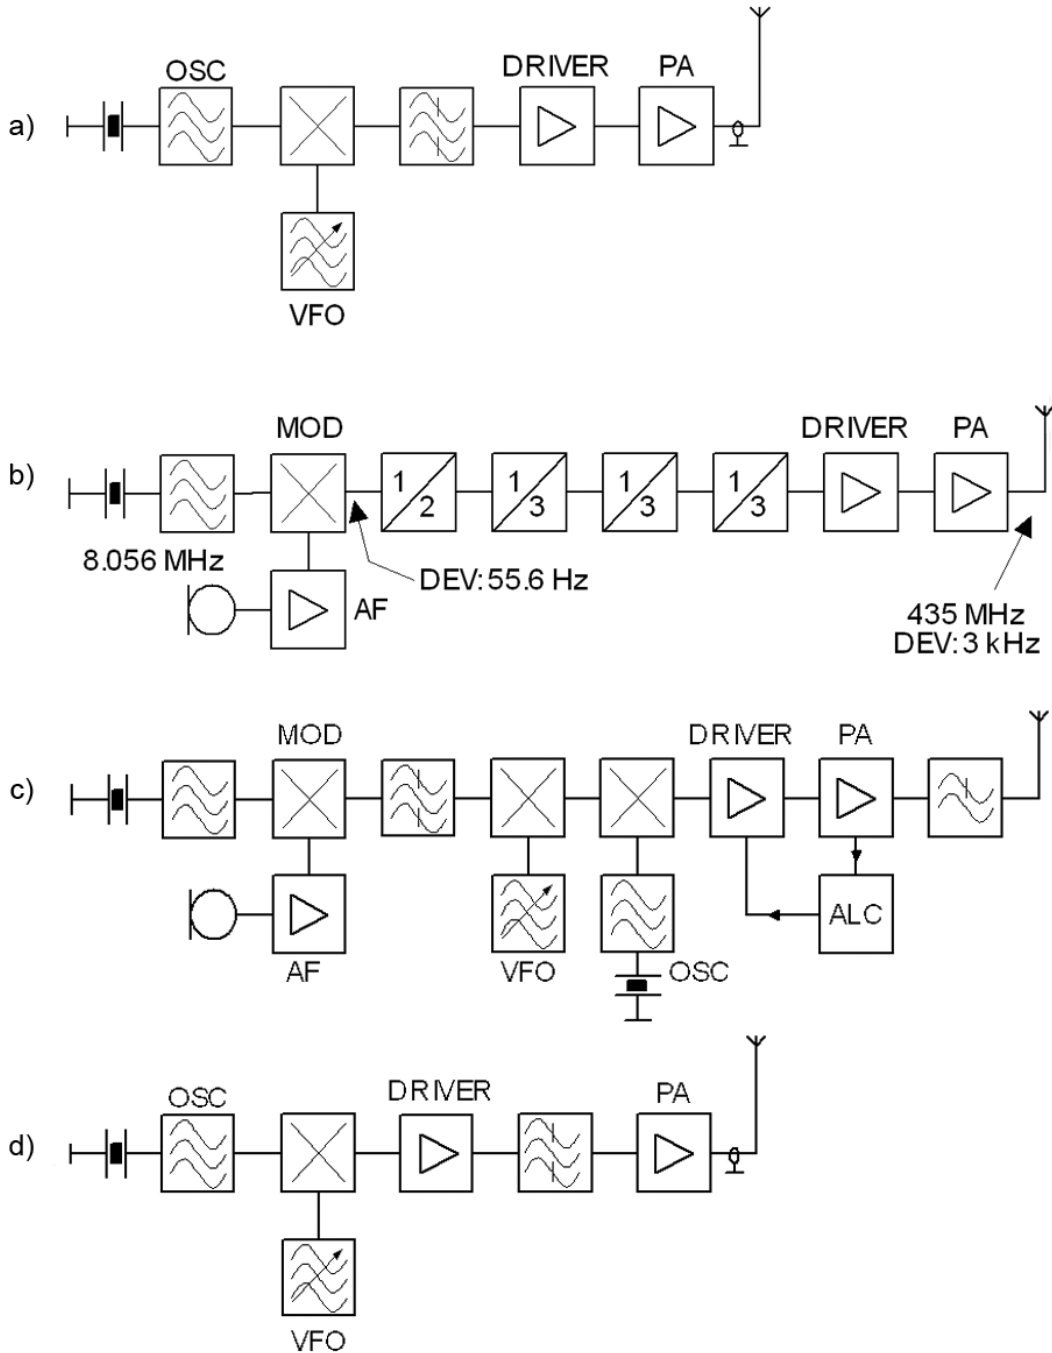 a)
OSC
DRIVER
PA
VFO
b)
MOD
DRIVER
PA
1
2
1
3
1
3
1
3
8.056 MHz
DEV: 55.6 Hz
AF
435 MHz
DEV: 3 kHz
c)
MOD
DRIVER
PA
ALC
AF
VFO
OSC
d)
OSC
DRIVER
PA
VFO